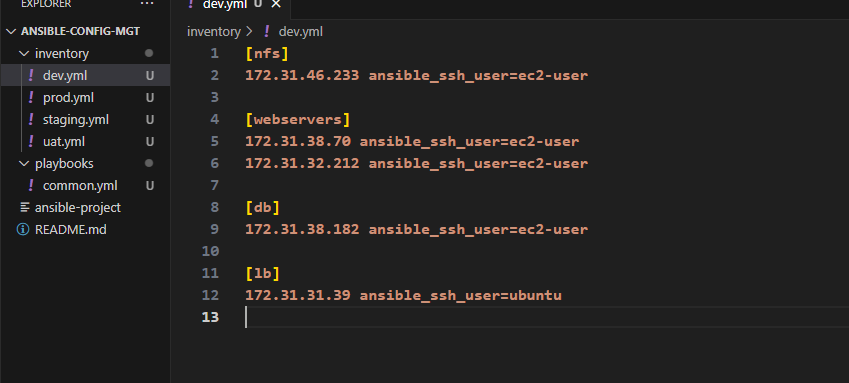 EXPLORER
ANSIBLE-CONFIG-MGT
inventory
dev.yml U
prod.yml U
staging.yml U
uat.yml U
playbooks
common.yml U
ansible-project
README.md
dev.yml U
inventory > dev.yml
1 [nfs]
2 172.31.46.233 ansible_ssh_user=ec2-user
3
4 [webservers]
5 172.31.38.70 ansible_ssh_user=ec2-user
6 172.31.32.212 ansible_ssh_user=ec2-user
7
8 [db]
9 172.31.38.182 ansible_ssh_user=ec2-user
10
11 [lb]
12 172.31.31.39 ansible_ssh_user=ubuntu
13